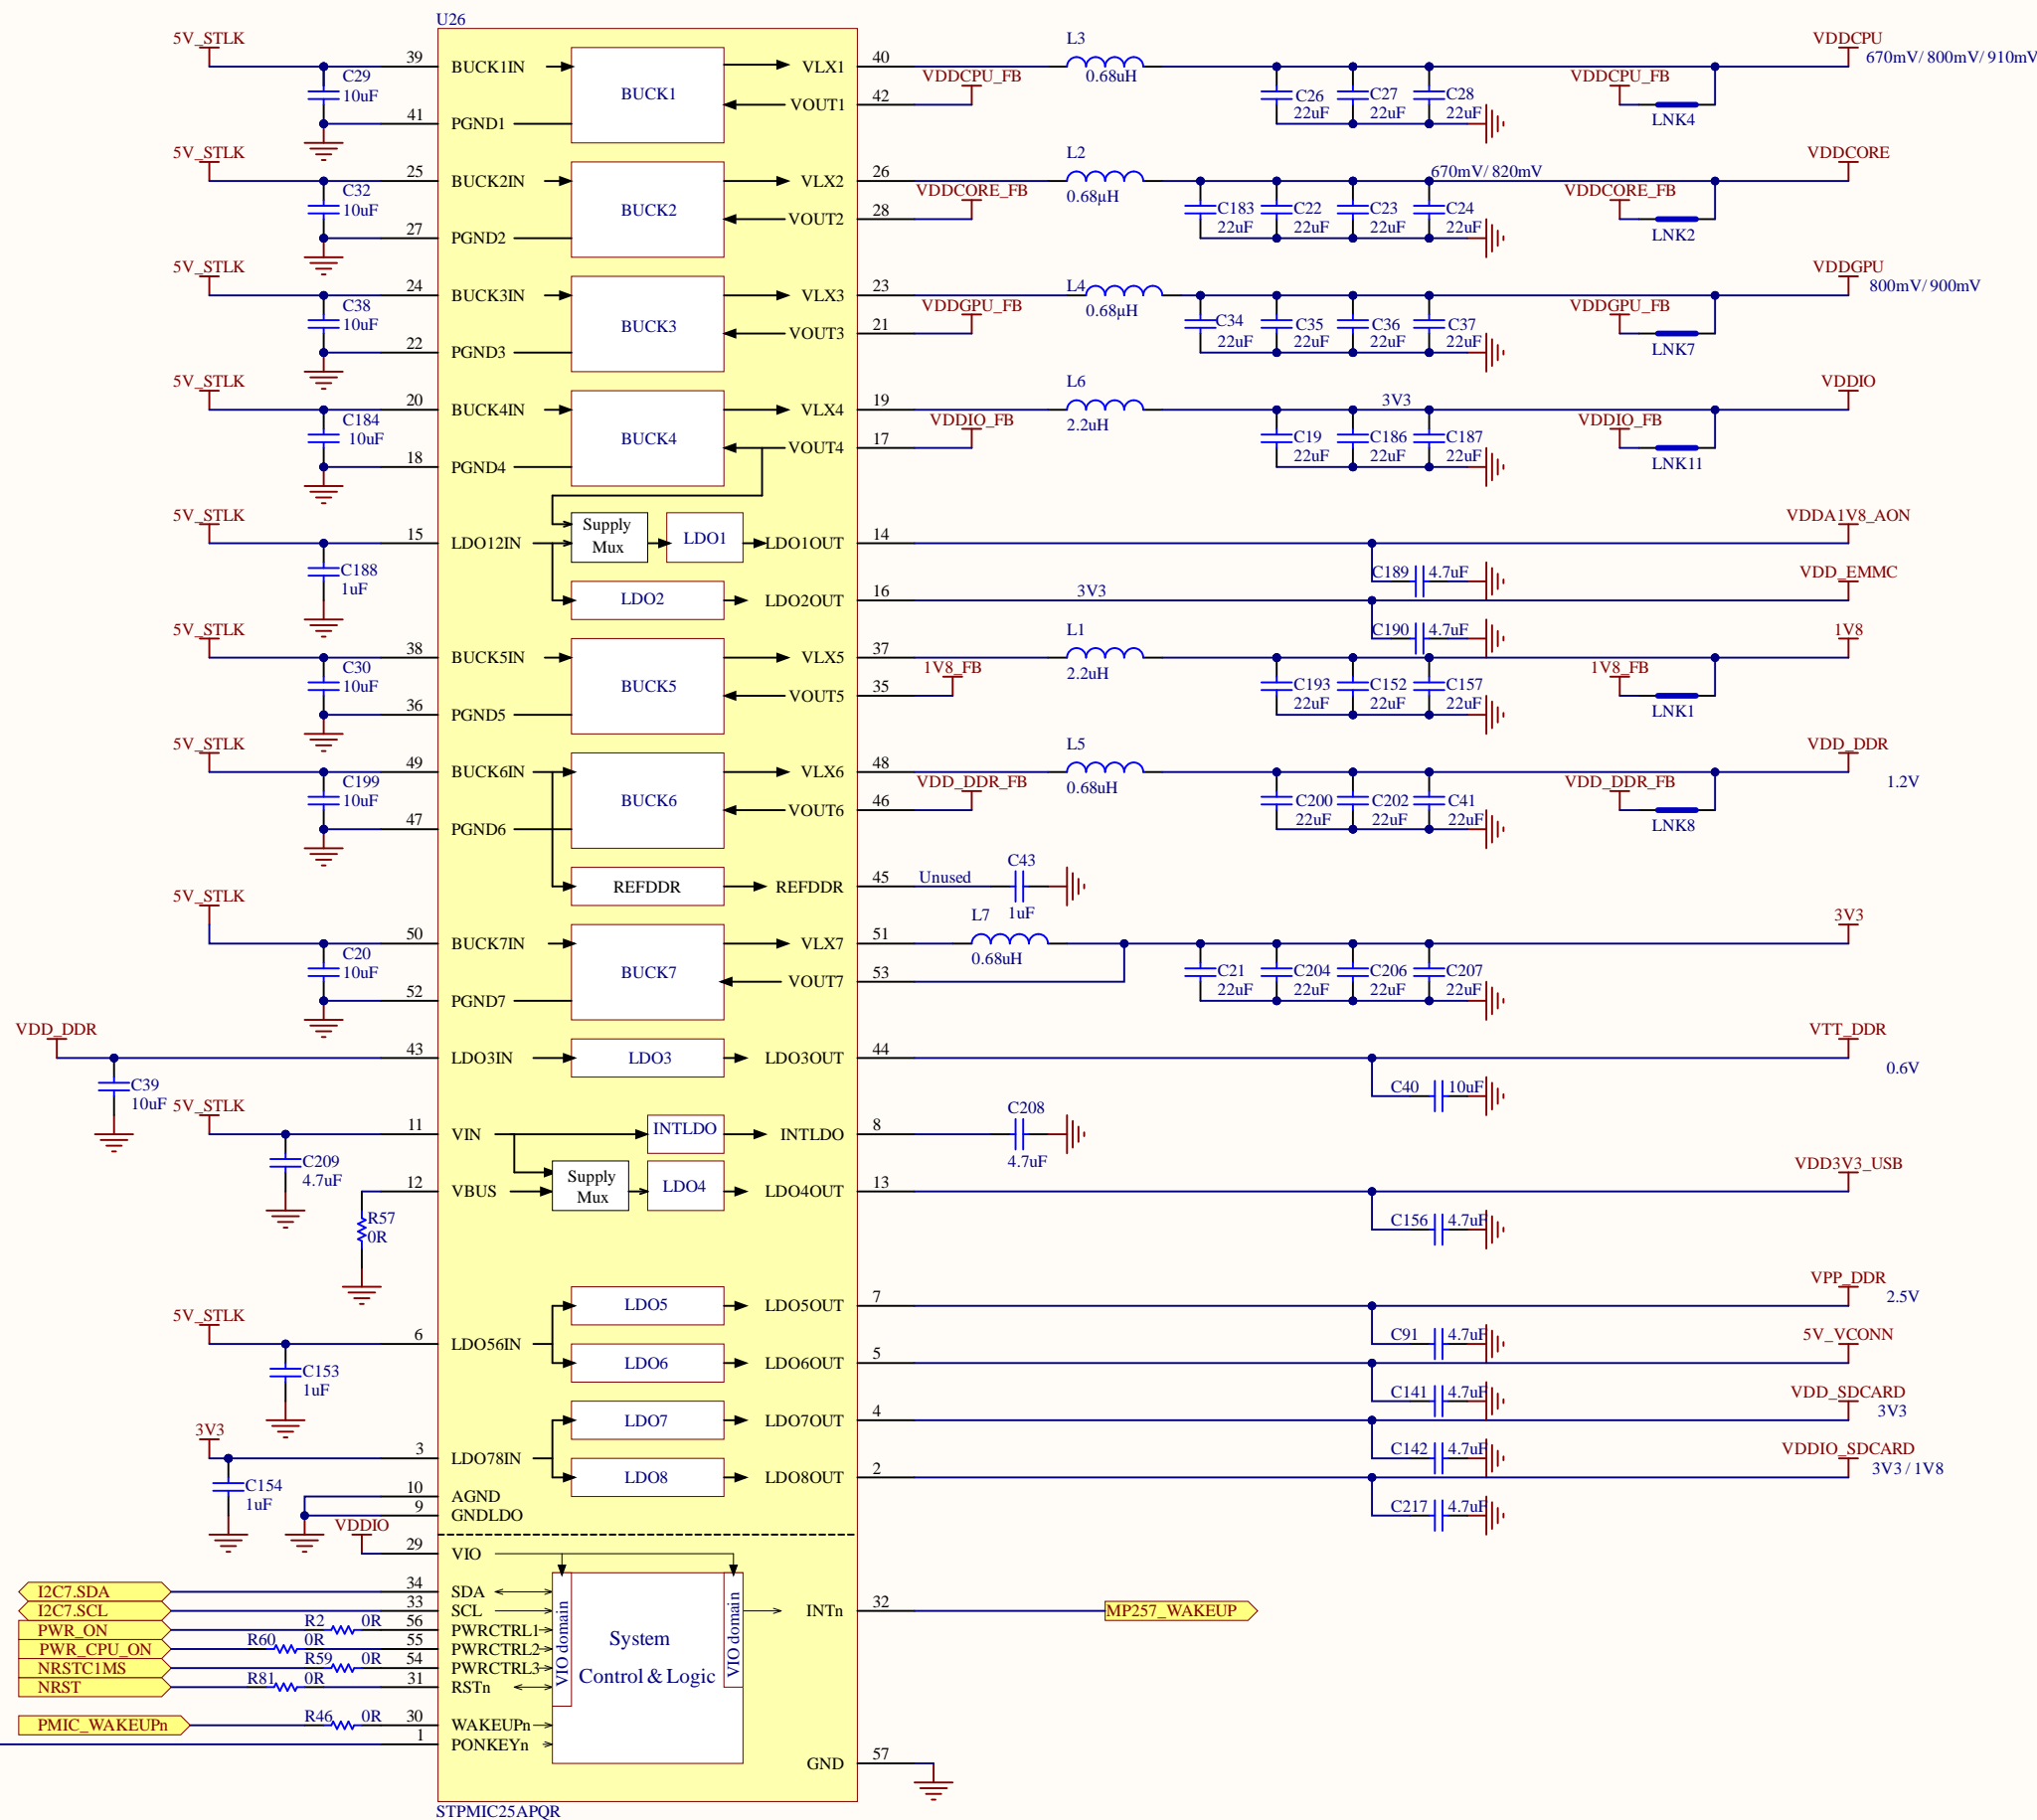 U26
5V_STLK
39
C29
10uF
BUCK1IN
BUCK1
VLX1
40
VDDCPU_FB
L3
0.68uH
VDDCPU_FB
VDDCPU
670mV/ 800mV/ 910mV
VOUT1
42
C26
22uF
C27
22uF
C28
22uF
LNK4
41
PGND1
5V_STLK
25
C32
10uF
BUCK2IN
BUCK2
VLX2
26
VDDCORE_FB
L2
0.68µH
670mV/ 820mV
VDDCORE_FB
VDDCORE
VOUT2
28
C183
22uF
C22
22uF
C23
22uF
C24
22uF
LNK2
27
PGND2
5V_STLK
24
C38
10uF
BUCK3IN
BUCK3
VLX3
23
VDDGPU_FB
L4
0.68µH
VDDGPU_FB
VDDGPU
800mV/ 900mV
VOUT3
21
C34
22uF
C35
22uF
C36
22uF
C37
22uF
LNK7
22
PGND3
5V_STLK
20
C184
10uF
BUCK4IN
BUCK4
VLX4
19
VDDIO_FB
L6
2.2uH
3V3
VDDIO_FB
VDDIO
VOUT4
17
C19
22uF
C186
22uF
C187
22uF
LNK11
18
PGND4
5V_STLK
15
C188
1uF
LDO12IN
Supply
Mux
LDO1
LDO1OUT
14
VDDA1V8_AON
C189
4.7uF
LDO2
LDO2OUT
16
3V3
VDD_EMMC
C190
4.7uF
5V_STLK
38
C30
10uF
BUCK5IN
BUCK5
VLX5
37
1V8_FB
L1
2.2uH
1V8_FB
1V8
VOUT5
35
C193
22uF
C152
22uF
C157
22uF
LNK1
36
PGND5
5V_STLK
49
C199
10uF
BUCK6IN
BUCK6
VLX6
48
VDD_DDR_FB
L5
0.68uH
VDD_DDR_FB
VDD_DDR
1.2V
VOUT6
46
C200
22uF
C202
22uF
C41
22uF
LNK8
47
PGND6
REFDDR
REFDDR
45
Unused
C43
1uF
5V_STLK
50
C20
10uF
BUCK7IN
BUCK7
VLX7
51
L7
0.68uH
3V3
VOUT7
53
C21
22uF
C204
22uF
C206
22uF
C207
22uF
52
PGND7
VDD_DDR
43
C39
10uF
LDO3IN
LDO3
LDO3OUT
44
VTT_DDR
0.6V
C40
10uF
5V_STLK
11
C209
4.7uF
VIN
INTLDO
INTLDO
8
C208
4.7uF
12
R57
0R
VBUS
Supply
Mux
LDO4
LDO4OUT
13
VDD3V3_USB
C156
4.7uF
LDO5
LDO5OUT
7
VPP_DDR
2.5V
C91
4.7uF
5V_STLK
6
C153
1uF
LDO56IN
LDO6
LDO6OUT
5
5V_VCONN
C141
4.7uF
LDO7
LDO7OUT
4
VDD_SDCARD
3V3
C142
4.7uF
3V3
3
C154
1uF
LDO78IN
LDO8
LDO8OUT
2
VDDIO_SDCARD
3V3 / 1V8
C217
4.7uF
10
AGND
9
GNDLDO
VDDIO
29
VIO
I2C7.SDA
34
SDA
I2C7.SCL
33
SCL
PWR_ON
R2
0R
56
PWRCTRL1
PWR_CPU_ON
R60
0R
55
PWRCTRL2
NRSTC1MS
R59
0R
54
PWRCTRL3
NRST
R81
0R
31
RSTn
PMIC_WAKEUPn
R46
0R
30
WAKEUPn
1
PONKEYn
VIO domain
System
Control & Logic
VIO domain
INTn
32
MP257_WAKEUP
GND
57
STPMIC25APQR